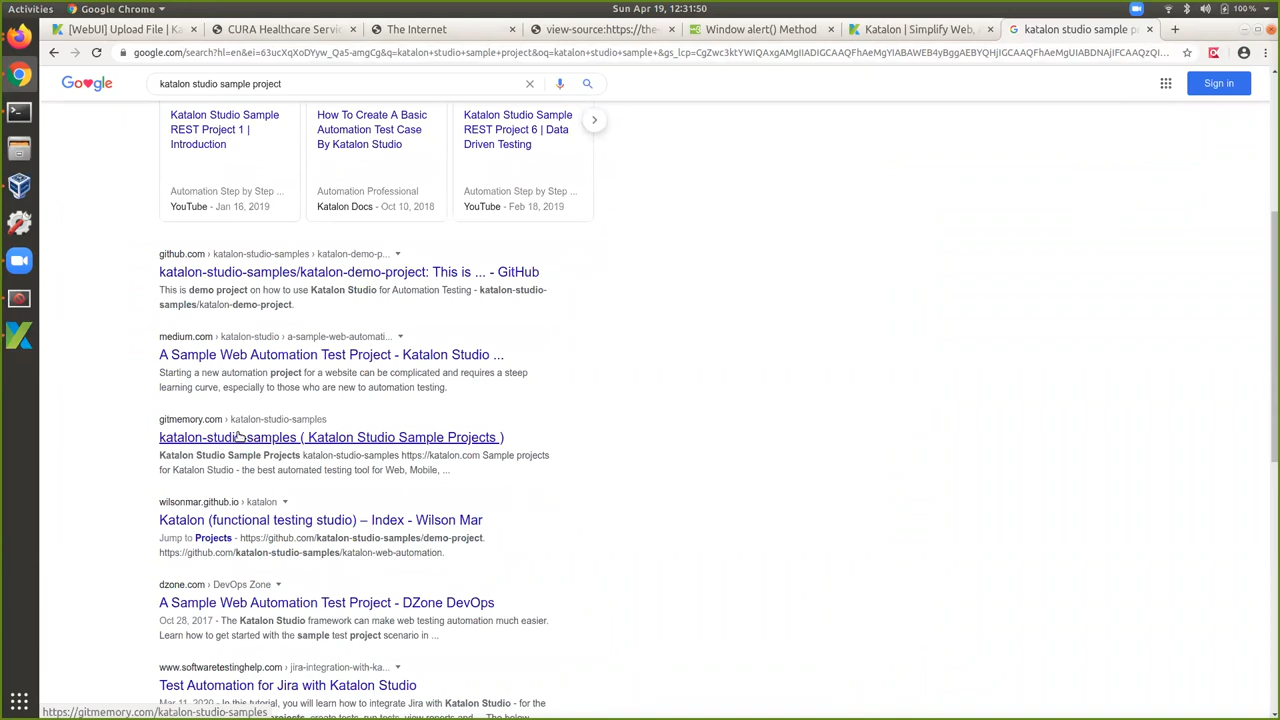 Activities
Google Chrome
Sun Apr 19, 12:31:50
100 %
[WebUI] Upload File | Ka
CURA Healthcare Servic
The Internet
view-source:https://the-
Window alert() Method
Katalon | Simplify Web,
katalon studio sample pr
google.com/search?hl=en&ei=
&q=katalon+studio+sample+project&oq=katalon+studio+sample+
Google
katalon studio sample project
Sign in
Katalon Studio Sample
REST Project 1 |
Introduction
Automation Step by Step ...
YouTube - Jan 16, 2019
How To Create A Basic
Automation Test Case
By Katalon Studio
Automation Professional
Katalon Docs - Oct 10, 2018
Katalon Studio Sample
REST Project 6 | Data
Driven Testing
Automation Step by Step ...
YouTube - Feb 18, 2019
github.com › katalon-studio-samples › katalon-demo-p...
katalon-studio-samples/katalon-demo-project: This is ... - GitHub
This is demo project on how to use Katalon Studio for Automation Testing - katalon-studio-
samples/katalon-demo-project.
medium.com › katalon-studio › a-sample-web-automati...
A Sample Web Automation Test Project - Katalon Studio ...
Starting a new automation project for a website can be complicated and requires a steep
learning curve, especially to those who are new to automation testing.
gitmemory.com › katalon-studio-samples
katalon-studio-samples ( Katalon Studio Sample Projects )
Katalon Studio Sample Projects katalon-studio-samples https://katalon.com Sample projects
for Katalon Studio - the best automated testing tool for Web, Mobile, ...
wilsonmar.github.io › katalon
Katalon (functional testing studio) – Index - Wilson Mar
Jump to Projects - https://github.com/katalon-studio-samples/demo-project.
https://github.com/katalon-studio-samples/katalon-web-automation.
dzone.com › DevOps Zone
A Sample Web Automation Test Project - DZone DevOps
Oct 28, 2017 - The Katalon Studio framework can make web testing automation much easier.
Learn how to get started with the sample test project scenario in ...
www.softwaretestinghelp.com › jira-integration-with-ka...
Test Automation for Jira with Katalon Studio
Mar 11, 2020 - In this tutorial, you will learn how to integrate Jira with Katalon Studio - for the
https://gitmemory.com/katalon-studio-samples